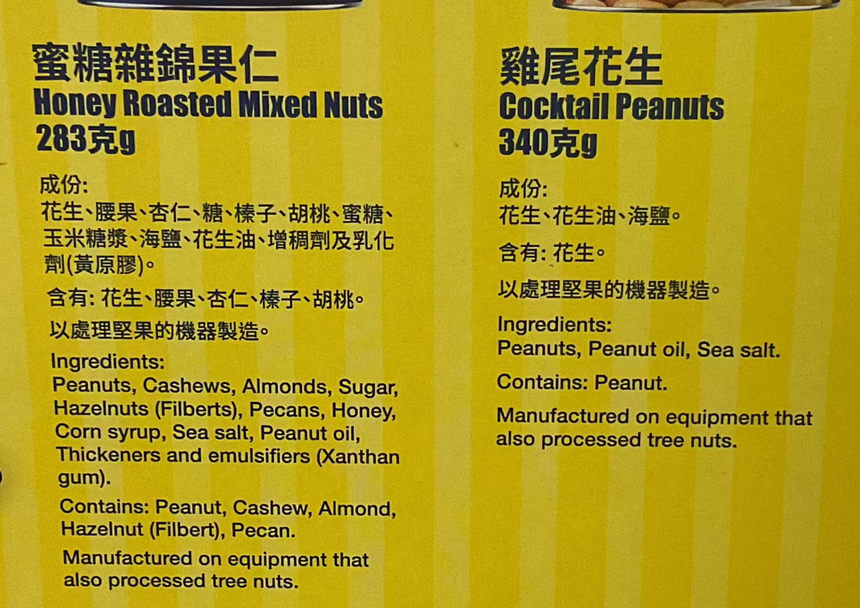 蜜糖雜錦果仁
Honey Roasted Mixed Nuts
283克g
成份:
花生、腰果、杏仁、糖、榛子、胡桃、蜜糖、
玉米糖漿、海鹽、花生油、增稠劑及乳化
劑(黃原膠)。
含有: 花生、腰果、杏仁、榛子、胡桃。
以處理堅果的機器製造。
Ingredients:
Peanuts, Cashews, Almonds, Sugar,
Hazelnuts (Filberts), Pecans, Honey,
Corn syrup, Sea salt, Peanut oil,
Thickeners and emulsifiers (Xanthan
gum).
Contains: Peanut, Cashew, Almond,
Hazelnut (Filbert), Pecan.
Manufactured on equipment that
also processed tree nuts.
雞尾花生
Cocktail Peanuts
340克g
成份:
花生、花生油、海鹽。
含有: 花生。
以處理堅果的機器製造。
Ingredients:
Peanuts, Peanut oil, Sea salt.
Contains: Peanut.
Manufactured on equipment that
also processed tree nuts.